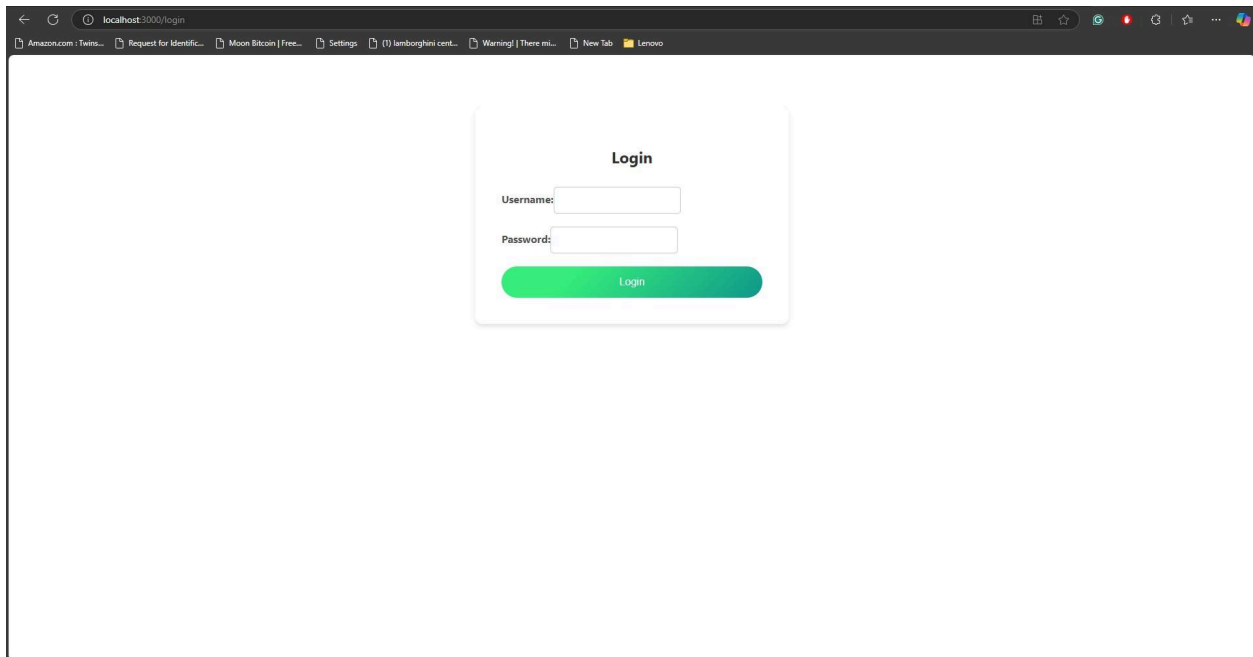 localhost:3000/login
Amazon.com : Twins... Request for Identific... Moon Bitcoin | Free... Settings (1) lamborghini cent... Warning! | There mi... New Tab Lenovo
Login
Username:
Password:
Login